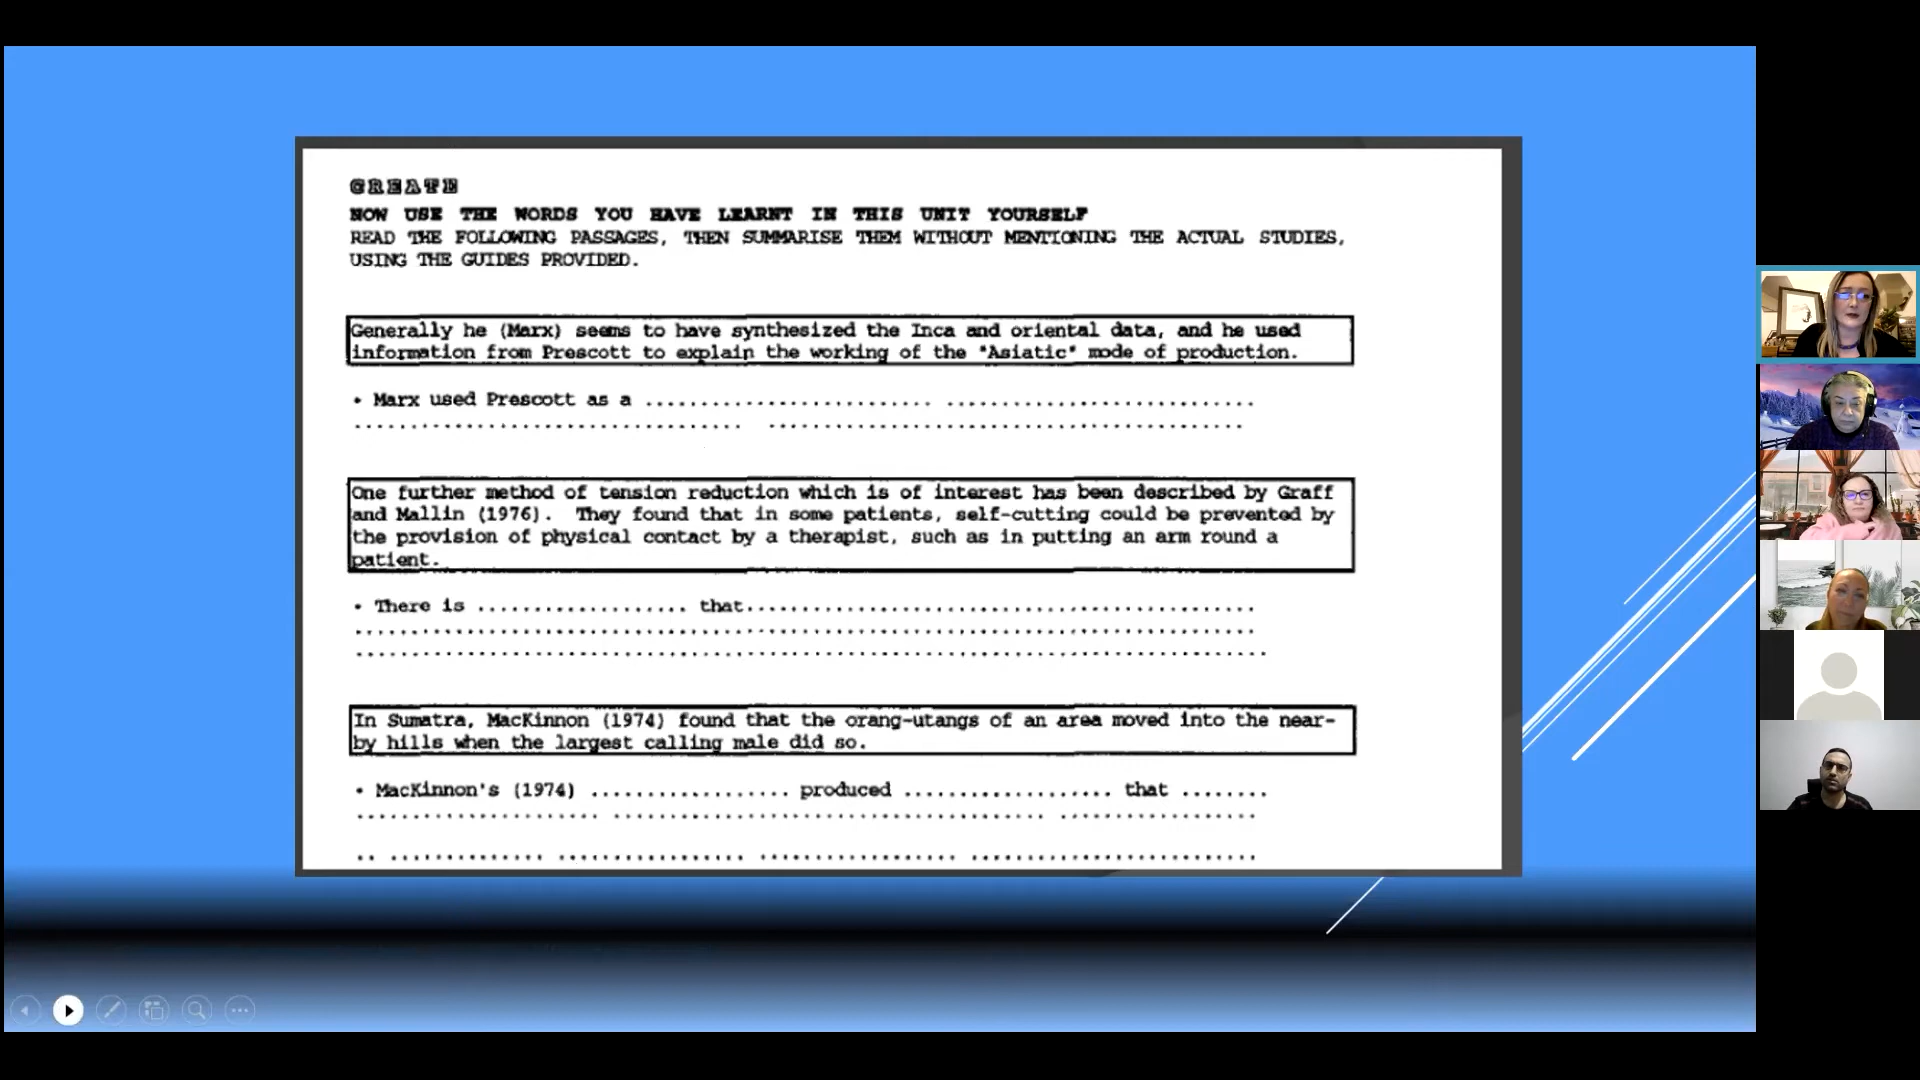 CREATE
NOW USE THE WORDS YOU HAVE LEARNT IN THIS UNIT YOURSELF
READ THE FOLLOWING PASSAGES, THEN SUMMARISE THEM WITHOUT MENTIONING THE ACTUAL STUDIES,
USING THE GUIDES PROVIDED.
Generally he (Marx) seems to have synthesized the Inca and oriental data, and he used
information from Prescott to explain the working of the "Asiatic" mode of production.
• Marx used Prescott as a .......................... ............................
................................... ...........................................
One further method of tension reduction which is of interest has been described by Graff
and Mallin (1976). They found that in some patients, self-cutting could be prevented by
the provision of physical contact by a therapist, such as in putting an arm round a
patient.
• There is ................... that..............................................
................................................................................
.................................................................................
In Sumatra, MacKinnon (1974) found that the orang-utangs of an area moved into the near-
by hills when the largest calling male did so.
• MacKinnon's (1974) .................. produced ................... that ........
...................... ....................................... ..................
.. .............. ................. .................. ..........................